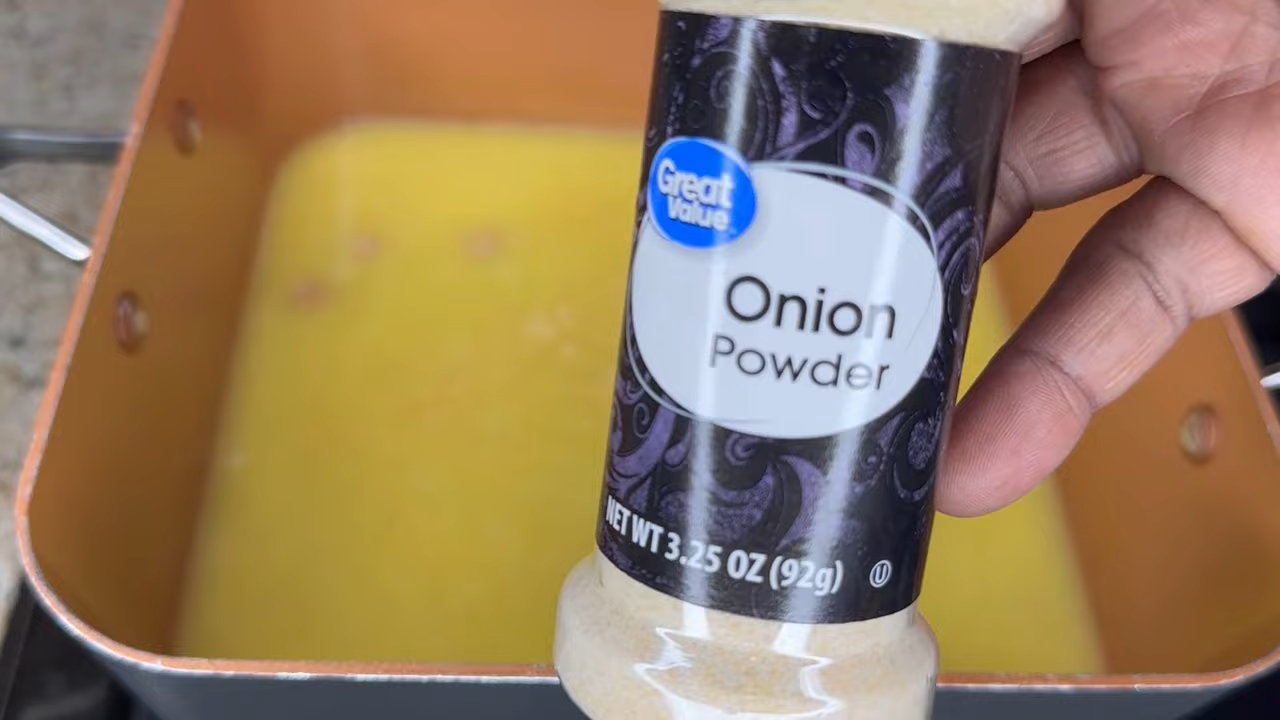 Great
Value
Onion
Powder
NET WT 3.25 OZ (92g) U